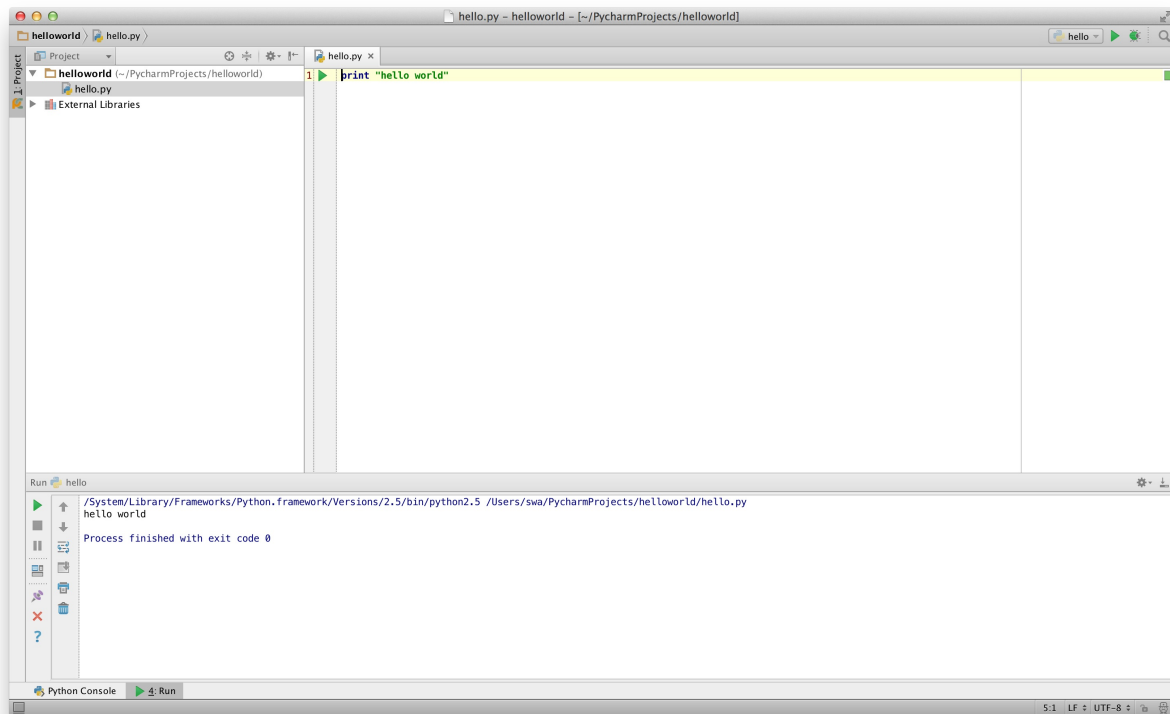 hello.py - helloworld - [~/PycharmProjects/helloworld]
helloworld hello.py hello
1: Project
Project hello.py
helloworld (~/PycharmProjects/helloworld)
hello.py
External Libraries
1 print "hello world"
Run hello
/System/Library/Frameworks/Python.framework/Versions/2.5/bin/python2.5 /Users/swa/PycharmProjects/helloworld/hello.py
hello world
Process finished with exit code 0
Python Console 4: Run
5:1 LF UTF-8